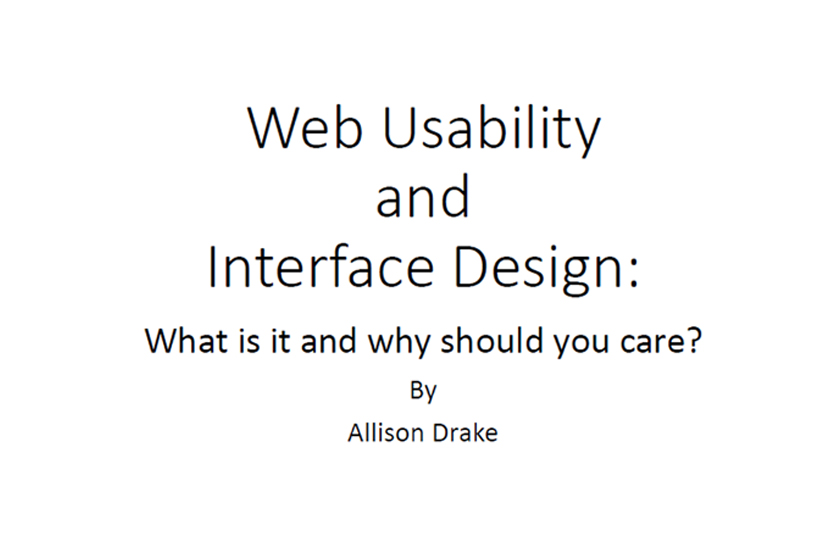 Web Usability
and
Interface Design:
What is it and why should you care?
By
Allison Drake